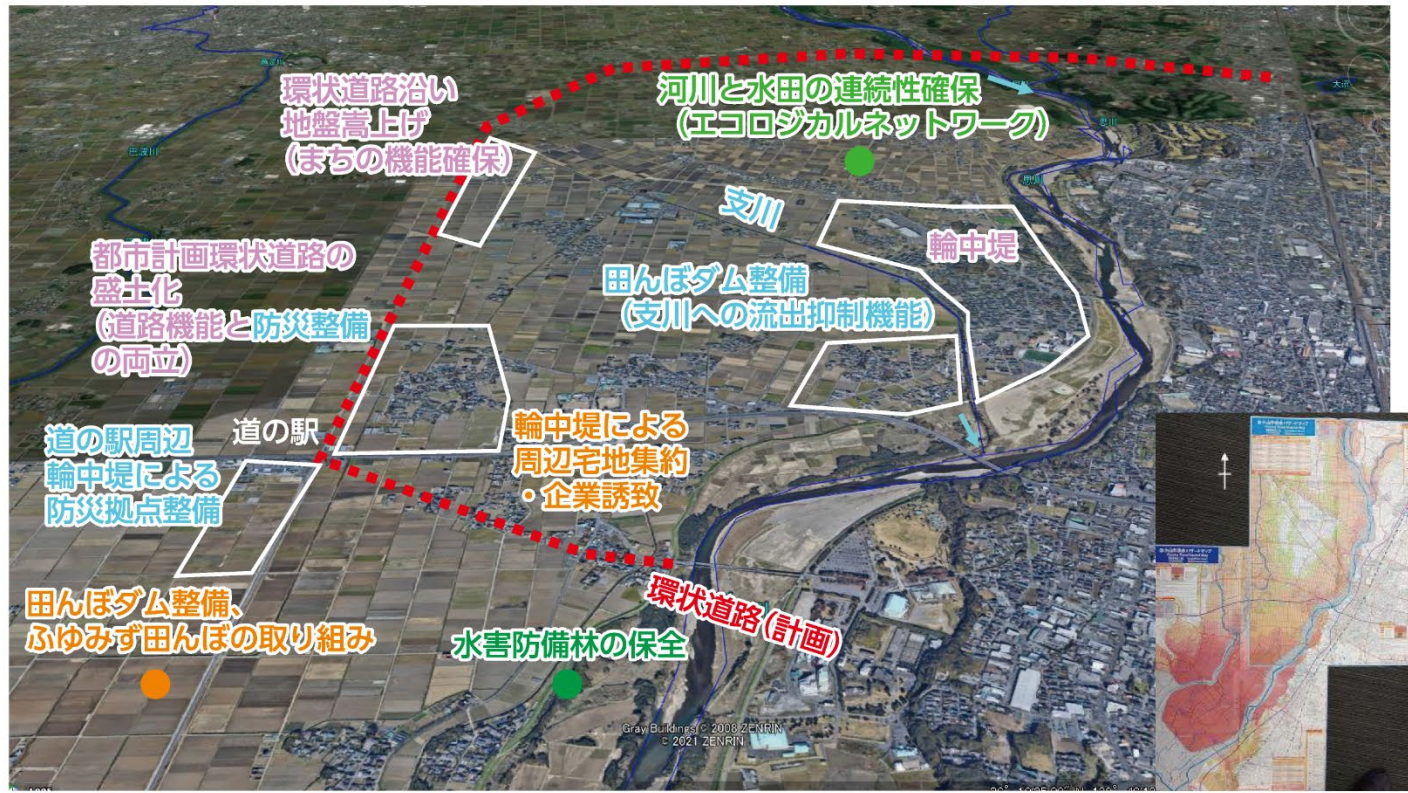 環状道路沿い
地盤嵩上げ
（まちの機能確保）
河川と水田の連続性確保
（エコロジカルネットワーク）
巴波川
思川
支川
輪中堤
都市計画環状道路の
盛土化
（道路機能と防災整備
の両立）
田んぼダム整備
（支川への流出抑制機能）
道の駅
道の駅周辺
輪中堤による
防災拠点整備
輪中堤による
周辺宅地集約
・企業誘致
環状道路（計画）
田んぼダム整備、
ふゆみず田んぼの取り組み
水害防備林の保全
Gray Buildings © 2008 ZENRIN
© 2021 ZENRIN